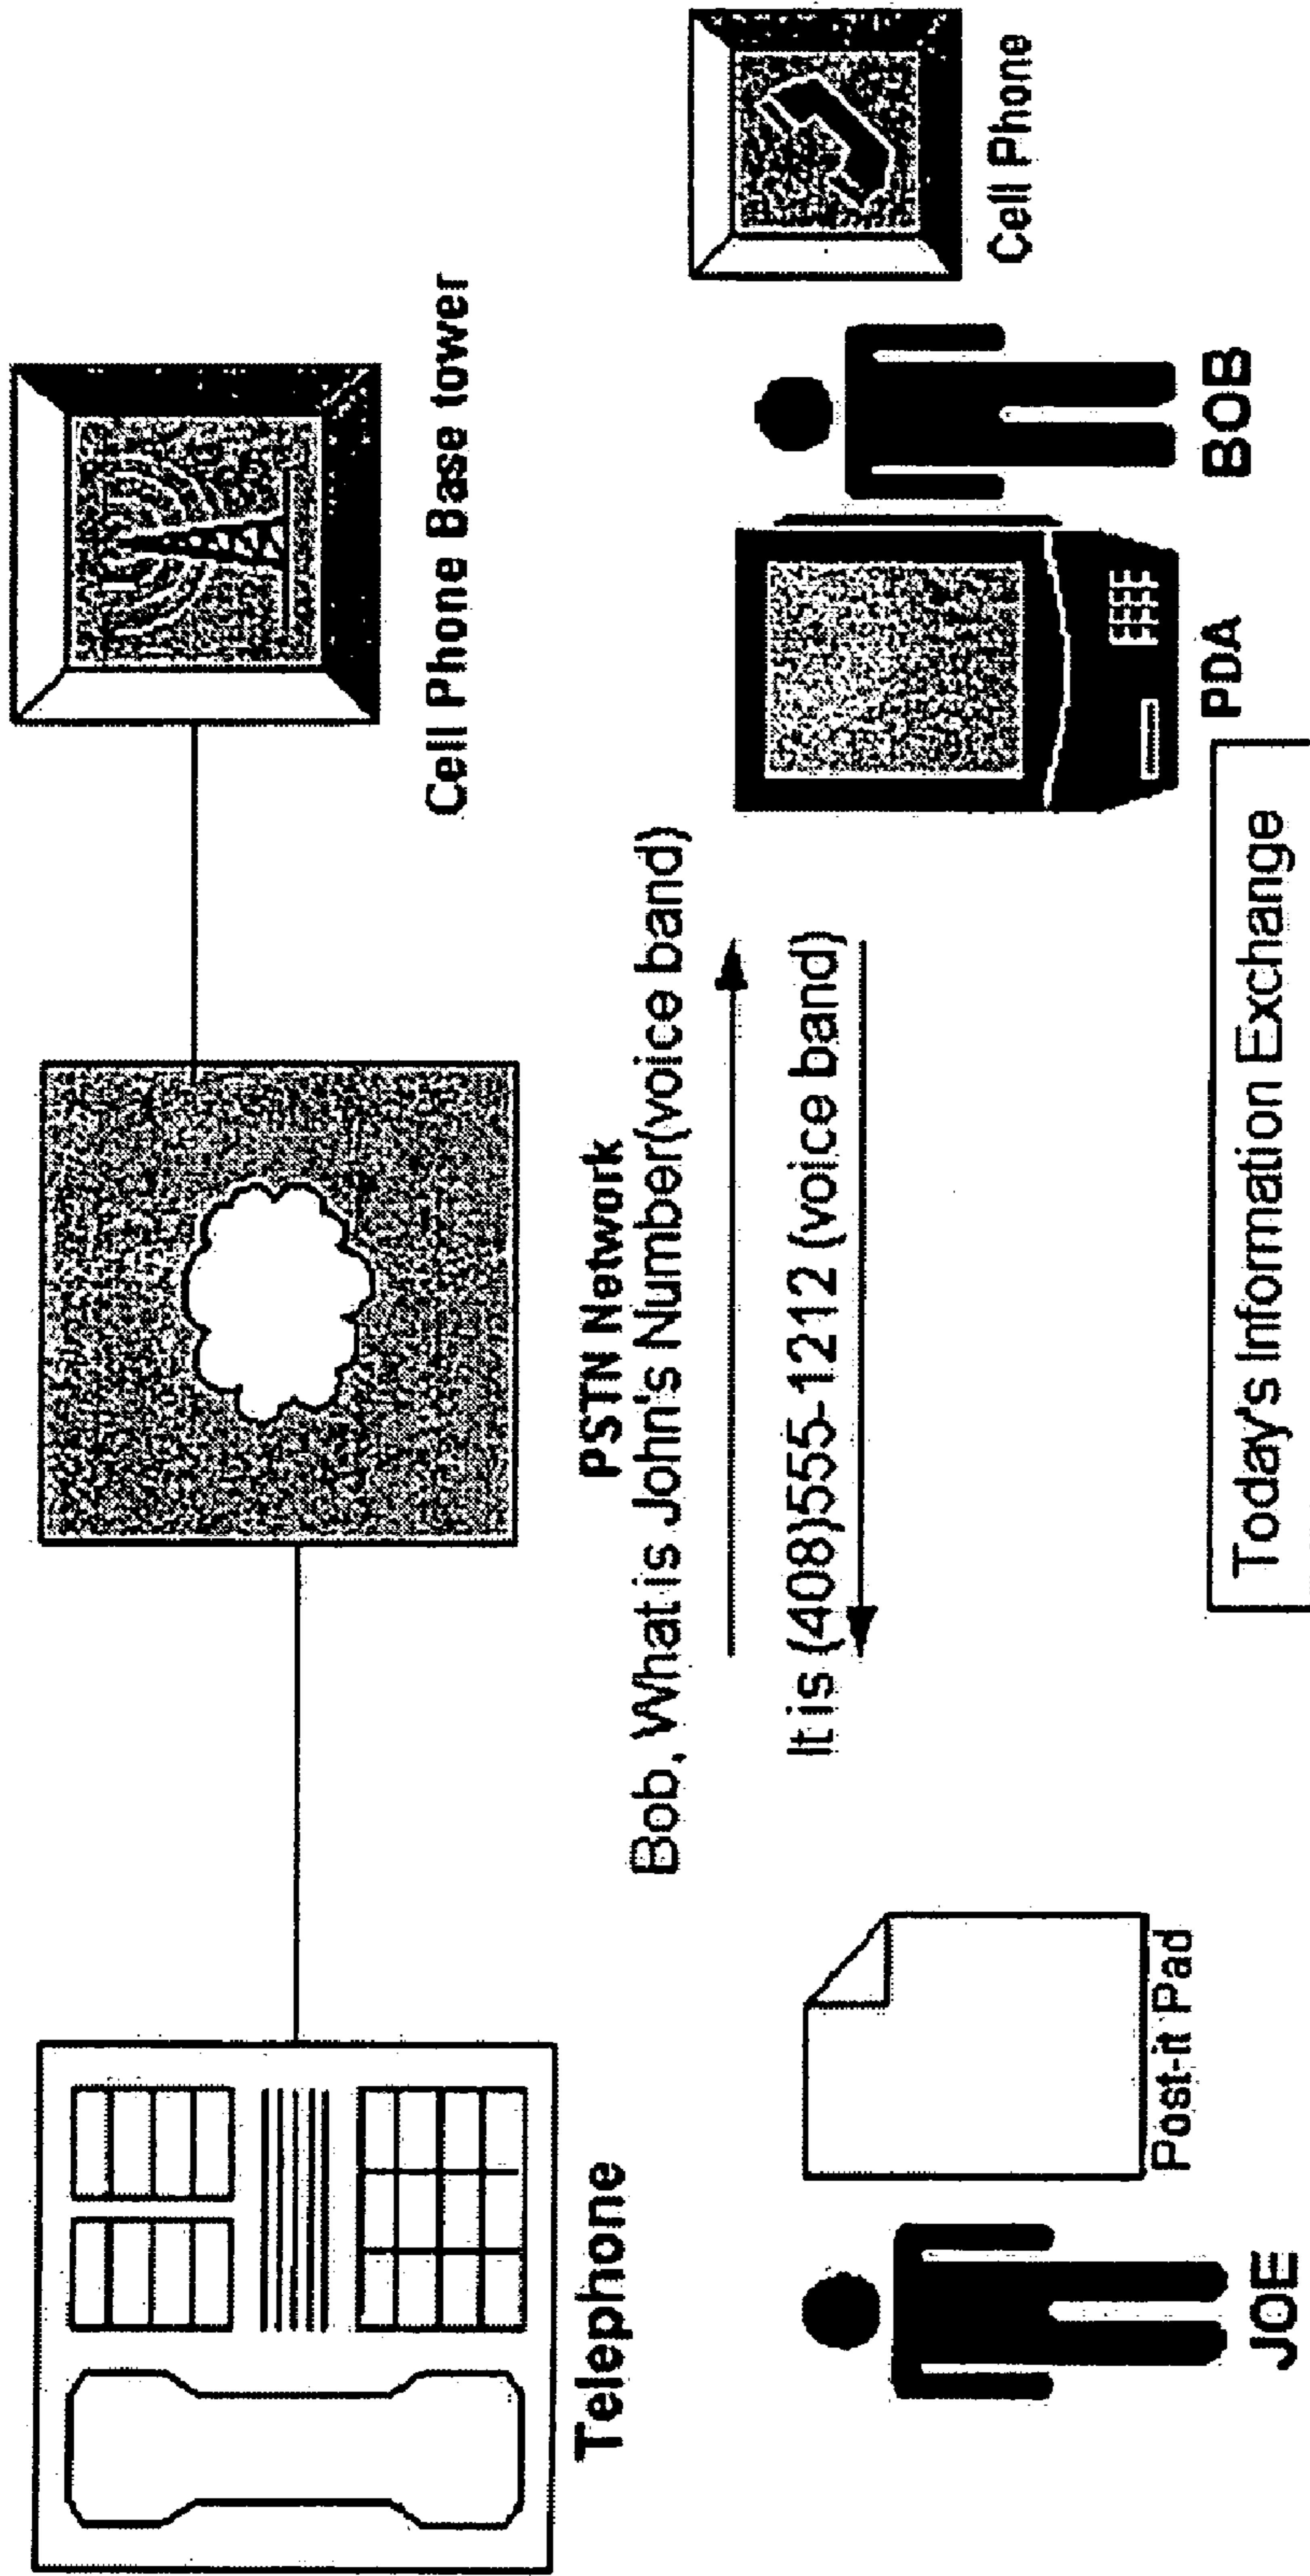 Cell Phone Base tower
PSTN Network
Telephone
Bob, What is John's Number(voice band)
It is (408)555-1212 (voice band)
Cell Phone
BOB
PDA
Post-it Pad
JOE
Today's Information Exchange